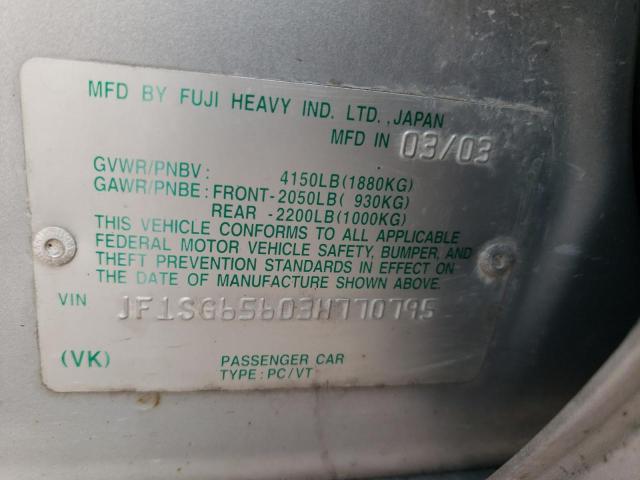 MFD BY FUJI HEAVY IND. LTD., JAPAN
MFD IN 03/03
GVWR/PNBV: 4150LB(1880KG)
GAWR/PNBE: FRONT-2050LB( 930KG)
REAR -2200LB(1000KG)
THIS VEHICLE CONFORMS TO ALL APPLICABLE
FEDERAL MOTOR VEHICLE SAFETY, BUMPER, AND
THEFT PREVENTION STANDARDS IN EFFECT ON
THE DATE OF MANUFACTURE SHOWN ABOVE.
VIN JF1SG65603H770795
(VK) PASSENGER CAR
TYPE: PC/VT